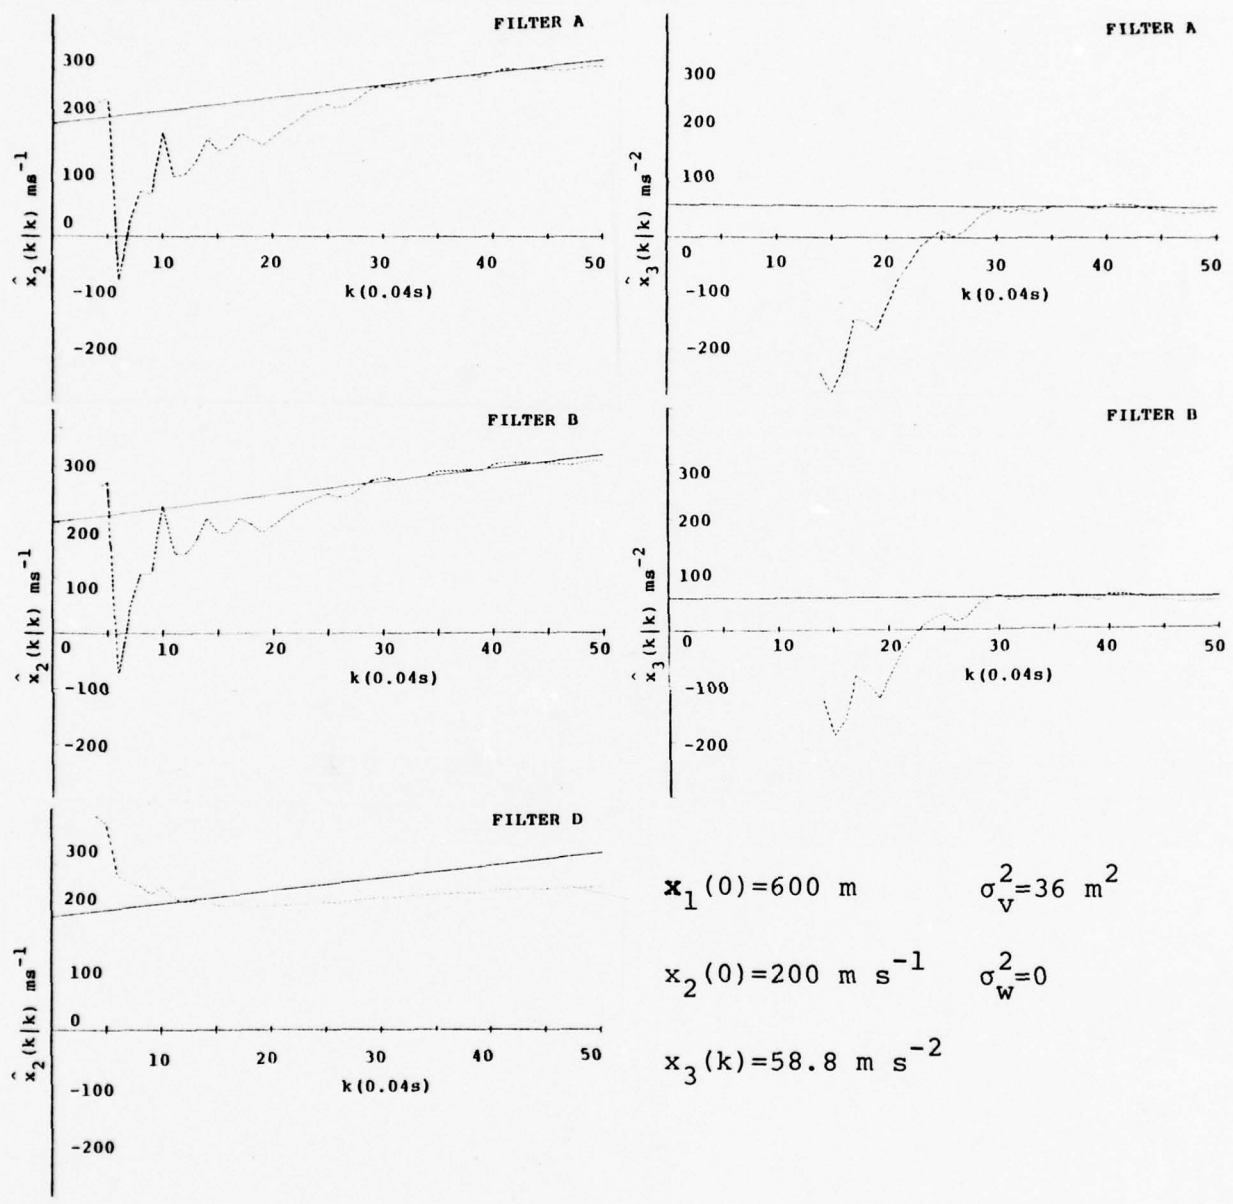 FILTER A
300
200
100
0
-100
-200
10 20 30 40 50
k(0.04s)
x̂₂(k|k) ms⁻¹
FILTER A
300
200
100
0
-100
-200
10 20 30 40 50
k(0.04s)
x̂₃(k|k) ms⁻²
FILTER B
300
200
100
0
-100
-200
10 20 30 40 50
k(0.04s)
x̂₂(k|k) ms⁻¹
FILTER B
300
200
100
0
-100
-200
10 20 30 40 50
k(0.04s)
x̂₃(k|k) ms⁻²
FILTER D
300
200
100
0
-100
-200
10 20 30 40 50
k(0.04s)
x̂₂(k|k) ms⁻¹
x₁(0)=600 m σᵥ²=36 m²
x₂(0)=200 m s⁻¹ σ_w²=0
x₃(k)=58.8 m s⁻²